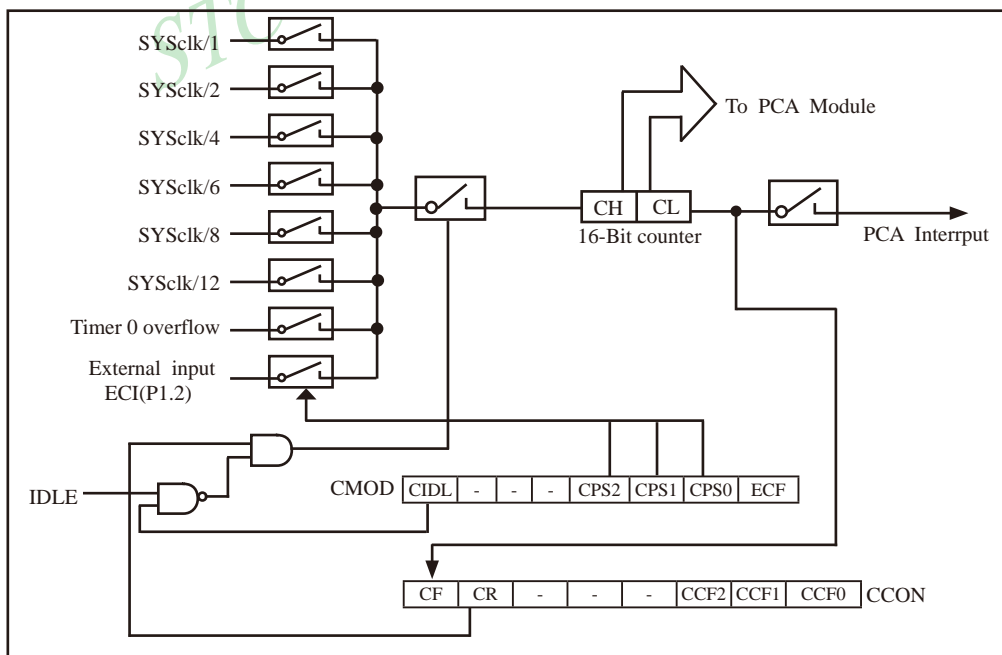 STC
SYSclk/1
SYSclk/2
SYSclk/4
SYSclk/6
SYSclk/8
SYSclk/12
Timer 0 overflow
External input
ECI(P1.2)
To PCA Module
CH CL
16-Bit counter
PCA Interrput
IDLE
CMOD CIDL - - - CPS2 CPS1 CPS0 ECF
CF CR - - - CCF2 CCF1 CCF0 CCON